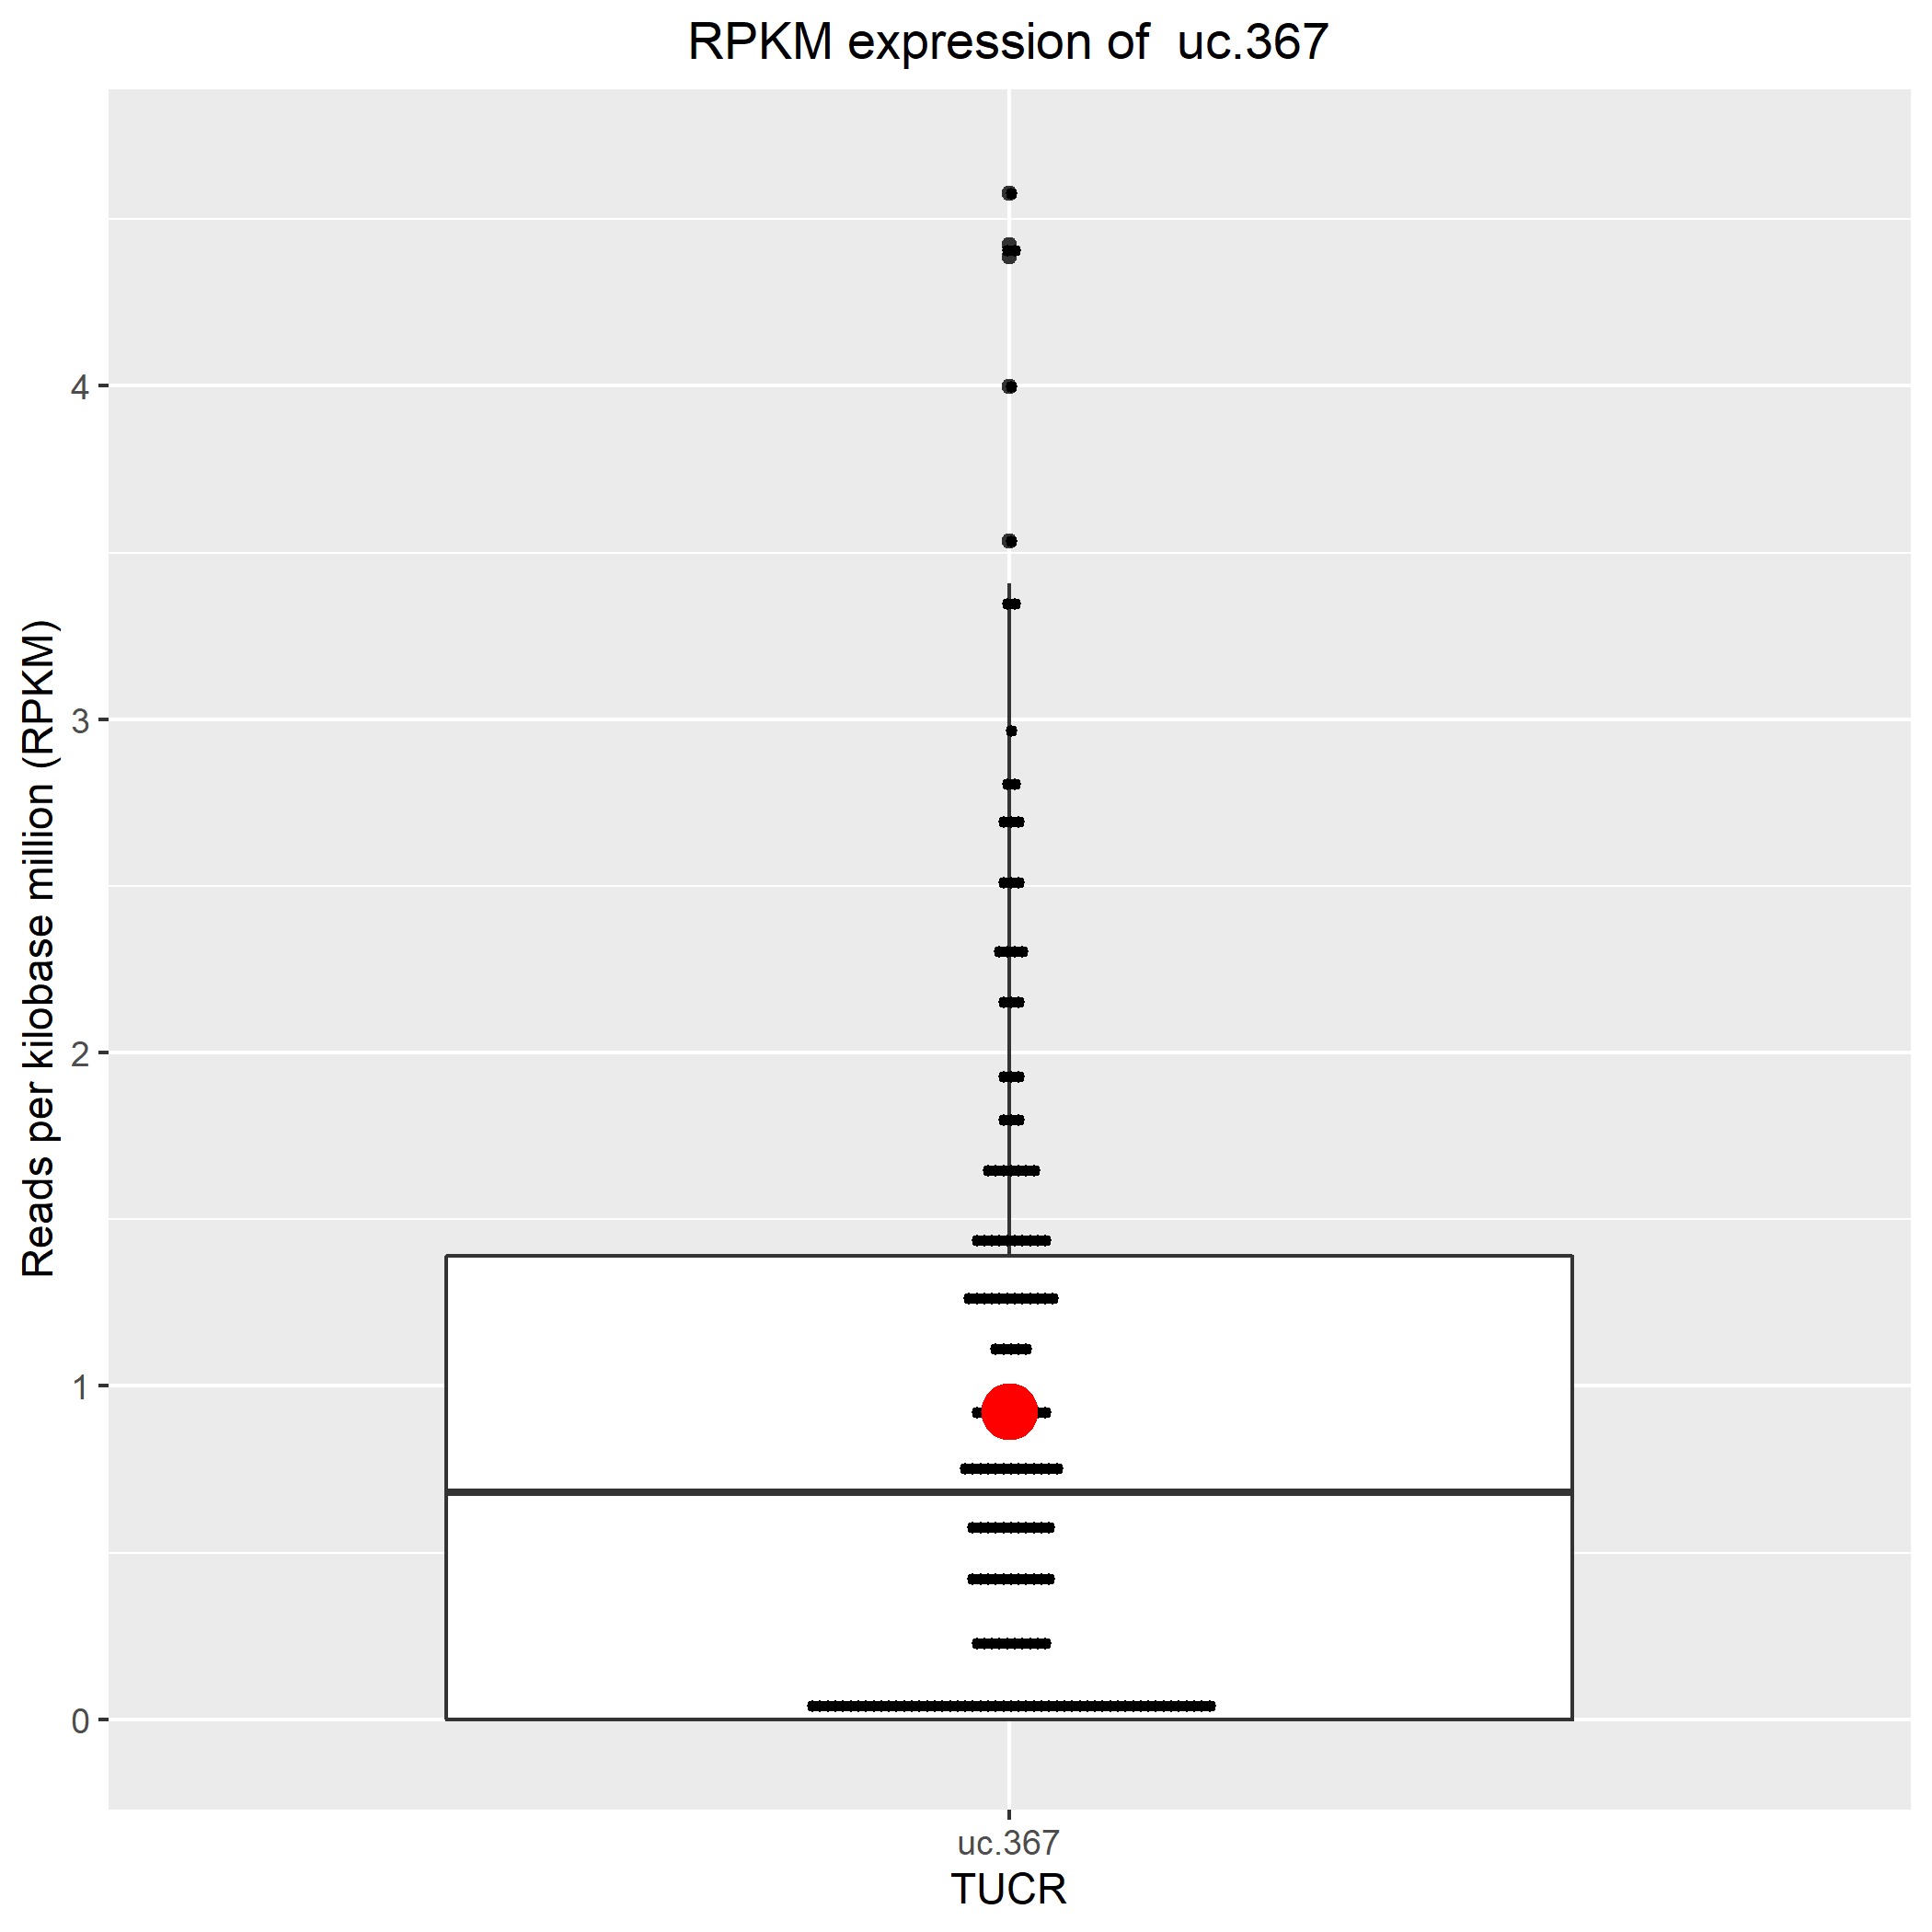 RPKM expression of  uc.367
Reads per kilobase million (RPKM)
4
3
2
1
0
uc.367
TUCR